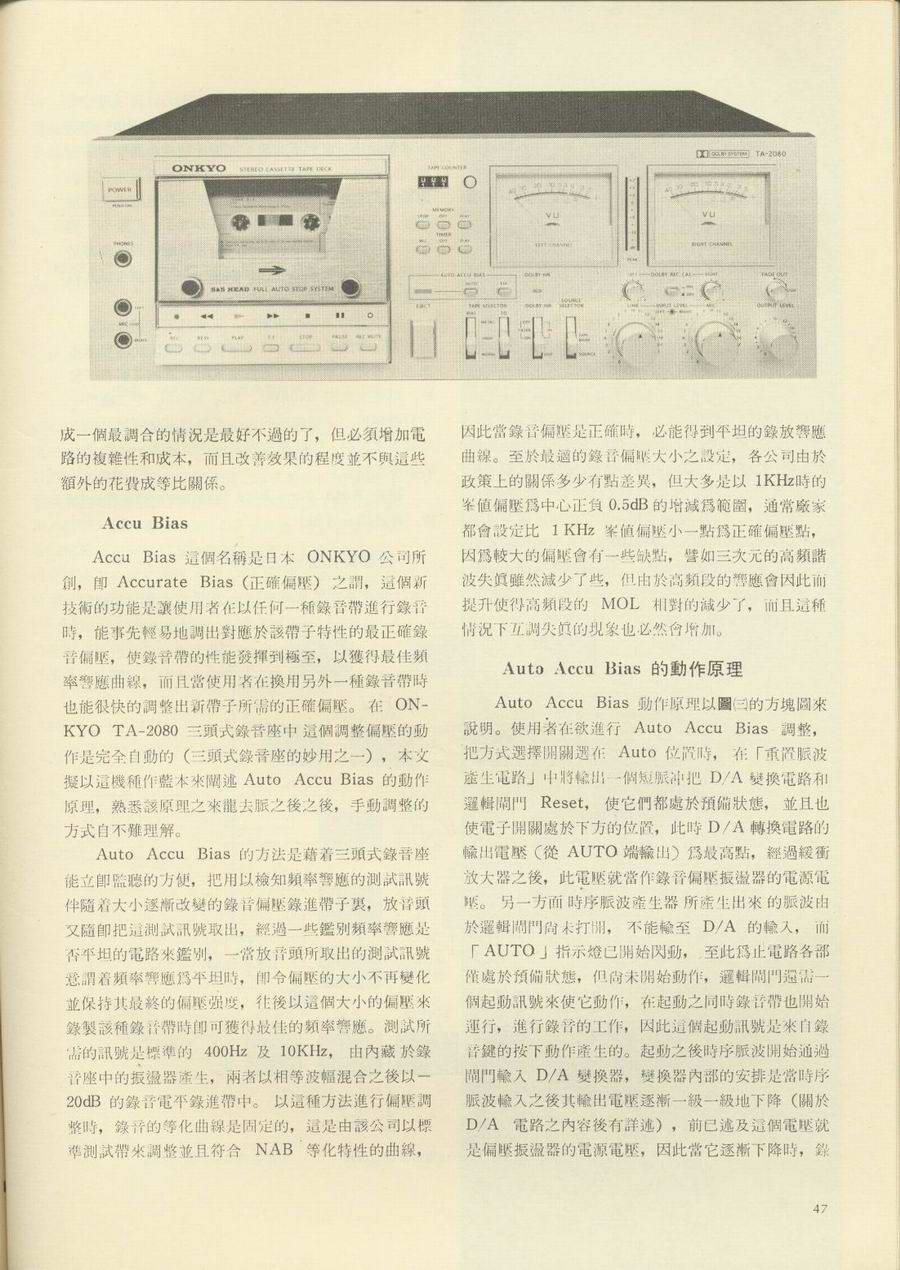 ONKYO STEREO CASSETTE TAPE DECK
POWER
PHONES
MIC
S&S HEAD FULL AUTO STOP SYSTEM
REC REW PLAY F.F STOP PAUSE REC MUTE
TAPE COUNTER
MEMORY
STOP OFF PLAY
TIMER
REC OFF PLAY
DOLBY SYSTEM TA-2080
VU
LEFT CHANNEL
PEAK
VU
RIGHT CHANNEL
AUTO ACCU BIAS
DOLBY NR
DOLBY REC CAL
FADE OUT
EJECT
TAPE SELECTOR
DOLBY NR
SOURCE SELECTOR
INPUT LEVEL
OUTPUT LEVEL
成一個最調合的情況是最好不過的了，但必須增加電
路的複雜性和成本，而且改善效果的程度並不與這些
額外的花費成等比關係。
Accu Bias
Accu Bias 這個名稱是日本 ONKYO 公司所
創，卽 Accurate Bias（正確偏壓）之謂，這個新
技術的功能是讓使用者在以任何一種錄音帶進行錄音
時，能事先輕易地調出對應於該帶子特性的最正確錄
音偏壓，使錄音帶的性能發揮到極至，以獲得最佳頻
率響應曲線，而且當使用者在換用另外一種錄音帶時
也能很快的調整出新帶子所需的正確偏壓。在 ON-
KYO TA-2080 三頭式錄音座中這個調整偏壓的動
作是完全自動的（三頭式錄音座的妙用之一），本文
擬以這機種作藍本來闡述 Auto Accu Bias 的動作
原理，熟悉該原理之來龍去脈之後之後，手動調整的
方式自不難理解。
Auto Accu Bias 的方法是藉着三頭式錄音座
能立卽監聽的方便，把用以檢知頻率響應的測試訊號
伴隨着大小逐漸改變的錄音偏壓錄進帶子裏，放音頭
又隨卽把這測試訊號取出，經過一些鑑別頻率響應是
否平坦的電路來鑑別，一當放音頭所取出的測試訊號
意謂着頻率響應爲平坦時，卽令偏壓的大小不再變化
並保持其最終的偏壓强度，往後以這個大小的偏壓來
錄製該種錄音帶時卽可獲得最佳的頻率響應。測試所
需的訊號是標準的 400Hz 及 10KHz，由內藏於錄
音座中的振盪器產生，兩者以相等波幅混合之後以－
20dB 的錄音電平錄進帶中。以這種方法進行偏壓調
整時，錄音的等化曲線是固定的，這是由該公司以標
準測試帶來調整並且符合 NAB 等化特性的曲線，
因此當錄音偏壓是正確時，必能得到平坦的錄放響應
曲線。至於最適的錄音偏壓大小之設定，各公司由於
政策上的關係多少有點差異，但大多是以 1KHz時的
峯値偏壓爲中心正負 0.5dB 的增減爲範圍，通常廠家
都會設定比 1 KHz 峯値偏壓小一點爲正確偏壓點，
因爲較大的偏壓會有一些缺點，譬如三次元的高頻諧
波失眞雖然減少了些，但由於高頻段的響應會因此而
提升使得高頻段的 MOL 相對的減少了，而且這種
情況下互調失眞的現象也必然會增加。
Auto Accu Bias 的動作原理
Auto Accu Bias 動作原理以圖㈢的方塊圖來
說明。使用者在欲進行 Auto Accu Bias 調整，
把方式選擇開關選在 Auto 位置時，在「重置脈波
產生電路」中將輸出一個短脈冲把 D/A 變換電路和
邏輯閘門 Reset，使它們都處於預備狀態，並且也
使電子開關處於下方的位置，此時 D/A 轉換電路的
輸出電壓（從 AUTO 端輸出）爲最高點，經過緩衝
放大器之後，此電壓就當作錄音偏壓振盪器的電源電
壓。另一方面時序脈波產生器所產生出來的脈波由
於邏輯閘門尙未打開，不能輸至 D/A 的輸入，而
「AUTO」指示燈已開始閃動，至此爲止電路各部
僅處於預備狀態，但尙未開始動作，邏輯閘門還需一
個起動訊號來使它動作，在起動之同時錄音帶也開始
運行，進行錄音的工作，因此這個起動訊號是來自錄
音鍵的按下動作產生的。起動之後時序脈波開始通過
閘門輸入 D/A 變換器，變換器內部的安排是當時序
脈波輸入之後其輸出電壓逐漸一級一級地下降（關於
D/A 電路之內容後有詳述），前已述及這個電壓就
是偏壓振盪器的電源電壓，因此當它逐漸下降時，錄
47